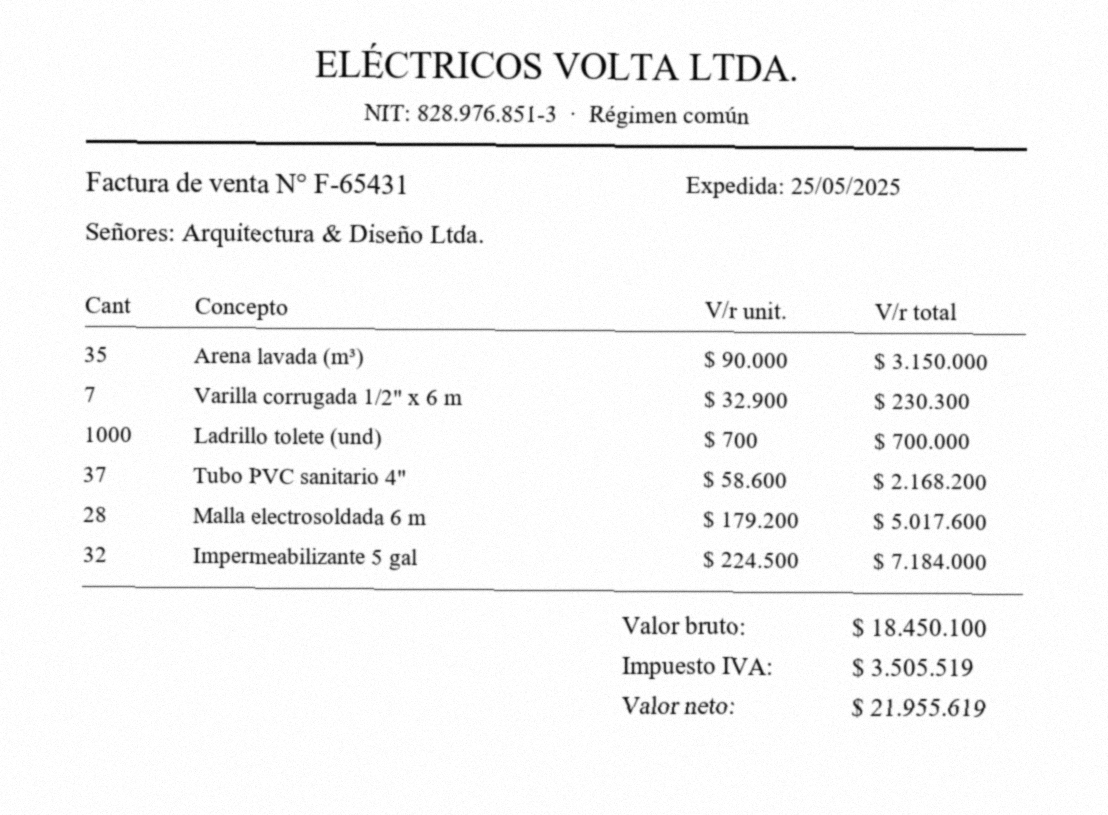 ELÉCTRICOS VOLTA LTDA.
NIT: 828.976.851-3 · Régimen común
Factura de venta N° F-65431 Expedida: 25/05/2025
Señores: Arquitectura & Diseño Ltda.
Cant Concepto V/r unit. V/r total
35 Arena lavada (m³) $ 90.000 $ 3.150.000
7 Varilla corrugada 1/2" x 6 m $ 32.900 $ 230.300
1000 Ladrillo tolete (und) $ 700 $ 700.000
37 Tubo PVC sanitario 4" $ 58.600 $ 2.168.200
28 Malla electrosoldada 6 m $ 179.200 $ 5.017.600
32 Impermeabilizante 5 gal $ 224.500 $ 7.184.000
Valor bruto: $ 18.450.100
Impuesto IVA: $ 3.505.519
Valor neto: $ 21.955.619